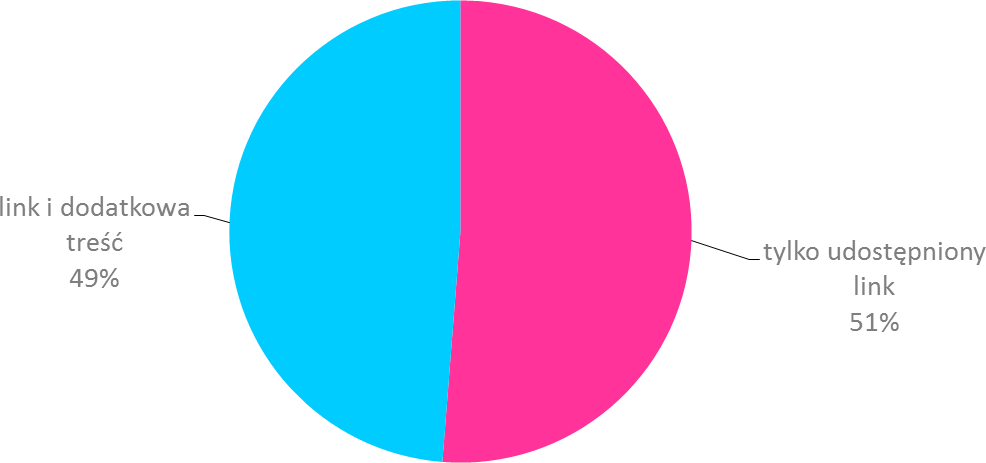 link i dodatkowa
treść
49%
tylko udostępniony
link
51%